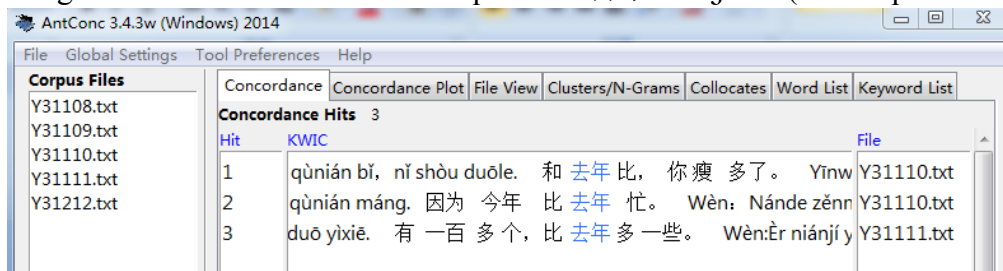 AntConc 3.4.3w (Windows) 2014
File Global Settings Tool Preferences Help
Corpus Files
Y31108.txt
Y31109.txt
Y31110.txt
Y31111.txt
Y31212.txt
Concordance Concordance Plot File View Clusters/N-Grams Collocates Word List Keyword List
Concordance Hits 3
Hit KWIC File
1 qùnián bǐ, nǐ shòu duōle. 和 去年 比， 你 瘦 多了。 Yīnw Y31110.txt
2 qùnián máng. 因为 今年 比 去年 忙。 Wèn：Nánde zěnn Y31110.txt
3 duō yìxiē. 有 一百 多 个，比 去年 多 一些。 Wèn:Èr niánjí y Y31111.txt